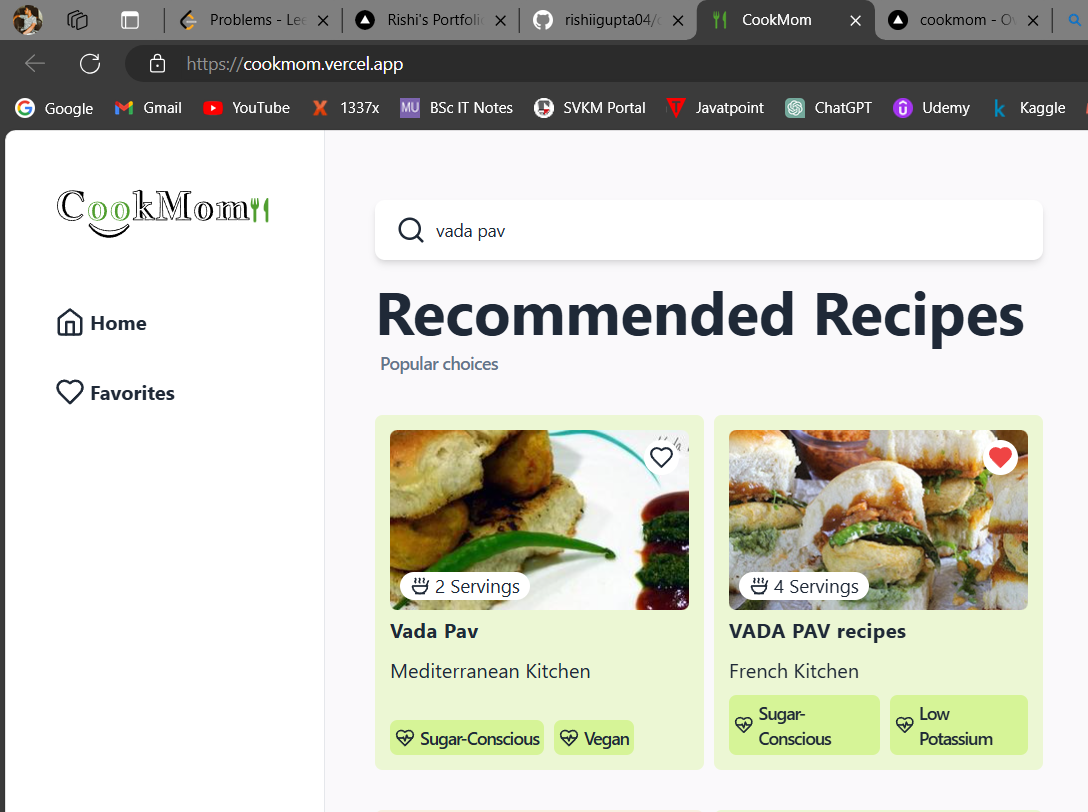 Problems - Lee
Rishi's Portfoli
rishiigupta04/c
CookMom
cookmom - Ov
https://cookmom.vercel.app
Google
Gmail
YouTube
1337x
MU
BSc IT Notes
SVKM Portal
Javatpoint
ChatGPT
Udemy
Kaggle
CookMom
vada pav
Home
Favorites
Recommended Recipes
Popular choices
2 Servings
Vada Pav
Mediterranean Kitchen
Sugar-Conscious
Vegan
4 Servings
VADA PAV recipes
French Kitchen
Sugar-
Conscious
Low
Potassium